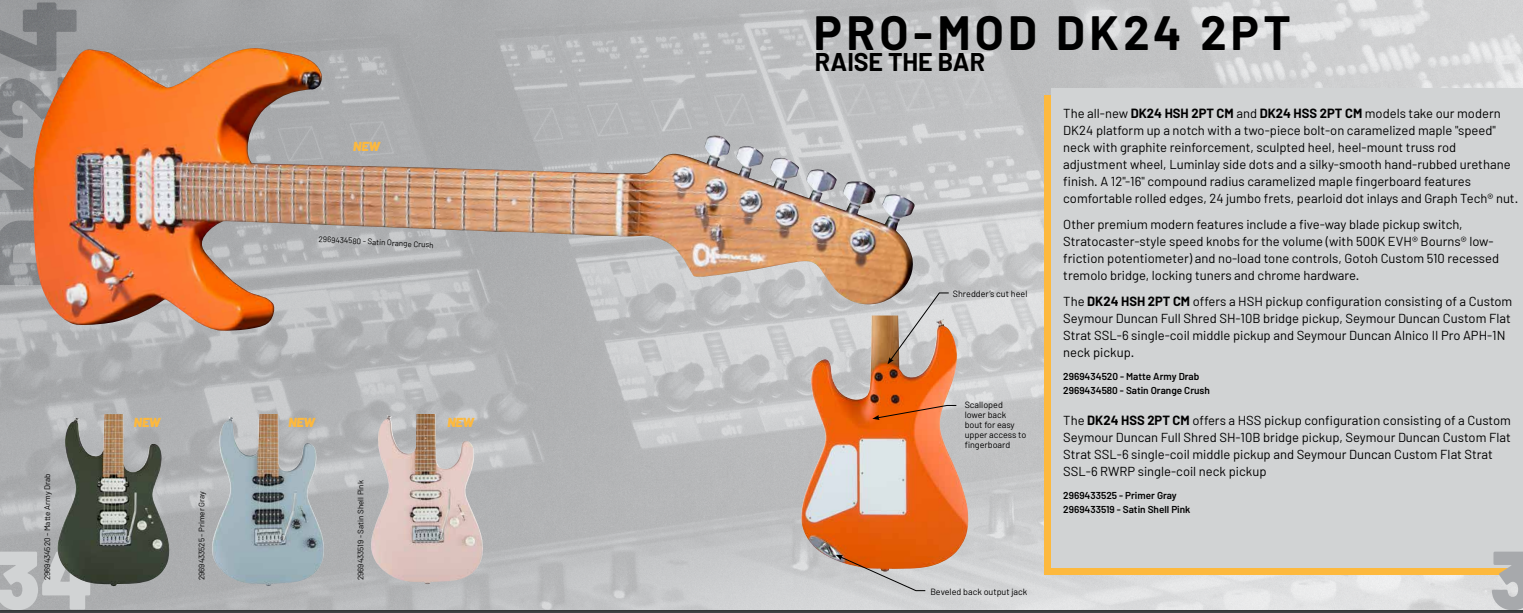 PRO-MOD DK24 2PT
RAISE THE BAR
NEW
2969434580 - Satin Orange Crush
The all-new DK24 HSH 2PT CM and DK24 HSS 2PT CM models take our modern
DK24 platform up a notch with a two-piece bolt-on caramelized maple "speed"
neck with graphite reinforcement, sculpted heel, heel-mount truss rod
adjustment wheel, Luminlay side dots and a silky-smooth hand-rubbed urethane
finish. A 12"-16" compound radius caramelized maple fingerboard features
comfortable rolled edges, 24 jumbo frets, pearloid dot inlays and Graph Tech® nut.
Other premium modern features include a five-way blade pickup switch,
Stratocaster-style speed knobs for the volume (with 500K EVH® Bourns® low-
friction potentiometer) and no-load tone controls, Gotoh Custom 510 recessed
tremolo bridge, locking tuners and chrome hardware.
The DK24 HSH 2PT CM offers a HSH pickup configuration consisting of a Custom
Seymour Duncan Full Shred SH-10B bridge pickup, Seymour Duncan Custom Flat
Strat SSL-6 single-coil middle pickup and Seymour Duncan Alnico II Pro APH-1N
neck pickup.
2969434520 - Matte Army Drab
2969434580 - Satin Orange Crush
The DK24 HSS 2PT CM offers a HSS pickup configuration consisting of a Custom
Seymour Duncan Full Shred SH-10B bridge pickup, Seymour Duncan Custom Flat
Strat SSL-6 single-coil middle pickup and Seymour Duncan Custom Flat Strat
SSL-6 RWRP single-coil neck pickup
2969433525 - Primer Gray
2969433519 - Satin Shell Pink
Shredder's cut heel
Scalloped
lower back
bout for easy
upper access to
fingerboard
Beveled back output jack
NEW
2969434520 - Matte Army Drab
NEW
2969433525 - Primer Gray
NEW
2969433519 - Satin Shell Pink
34